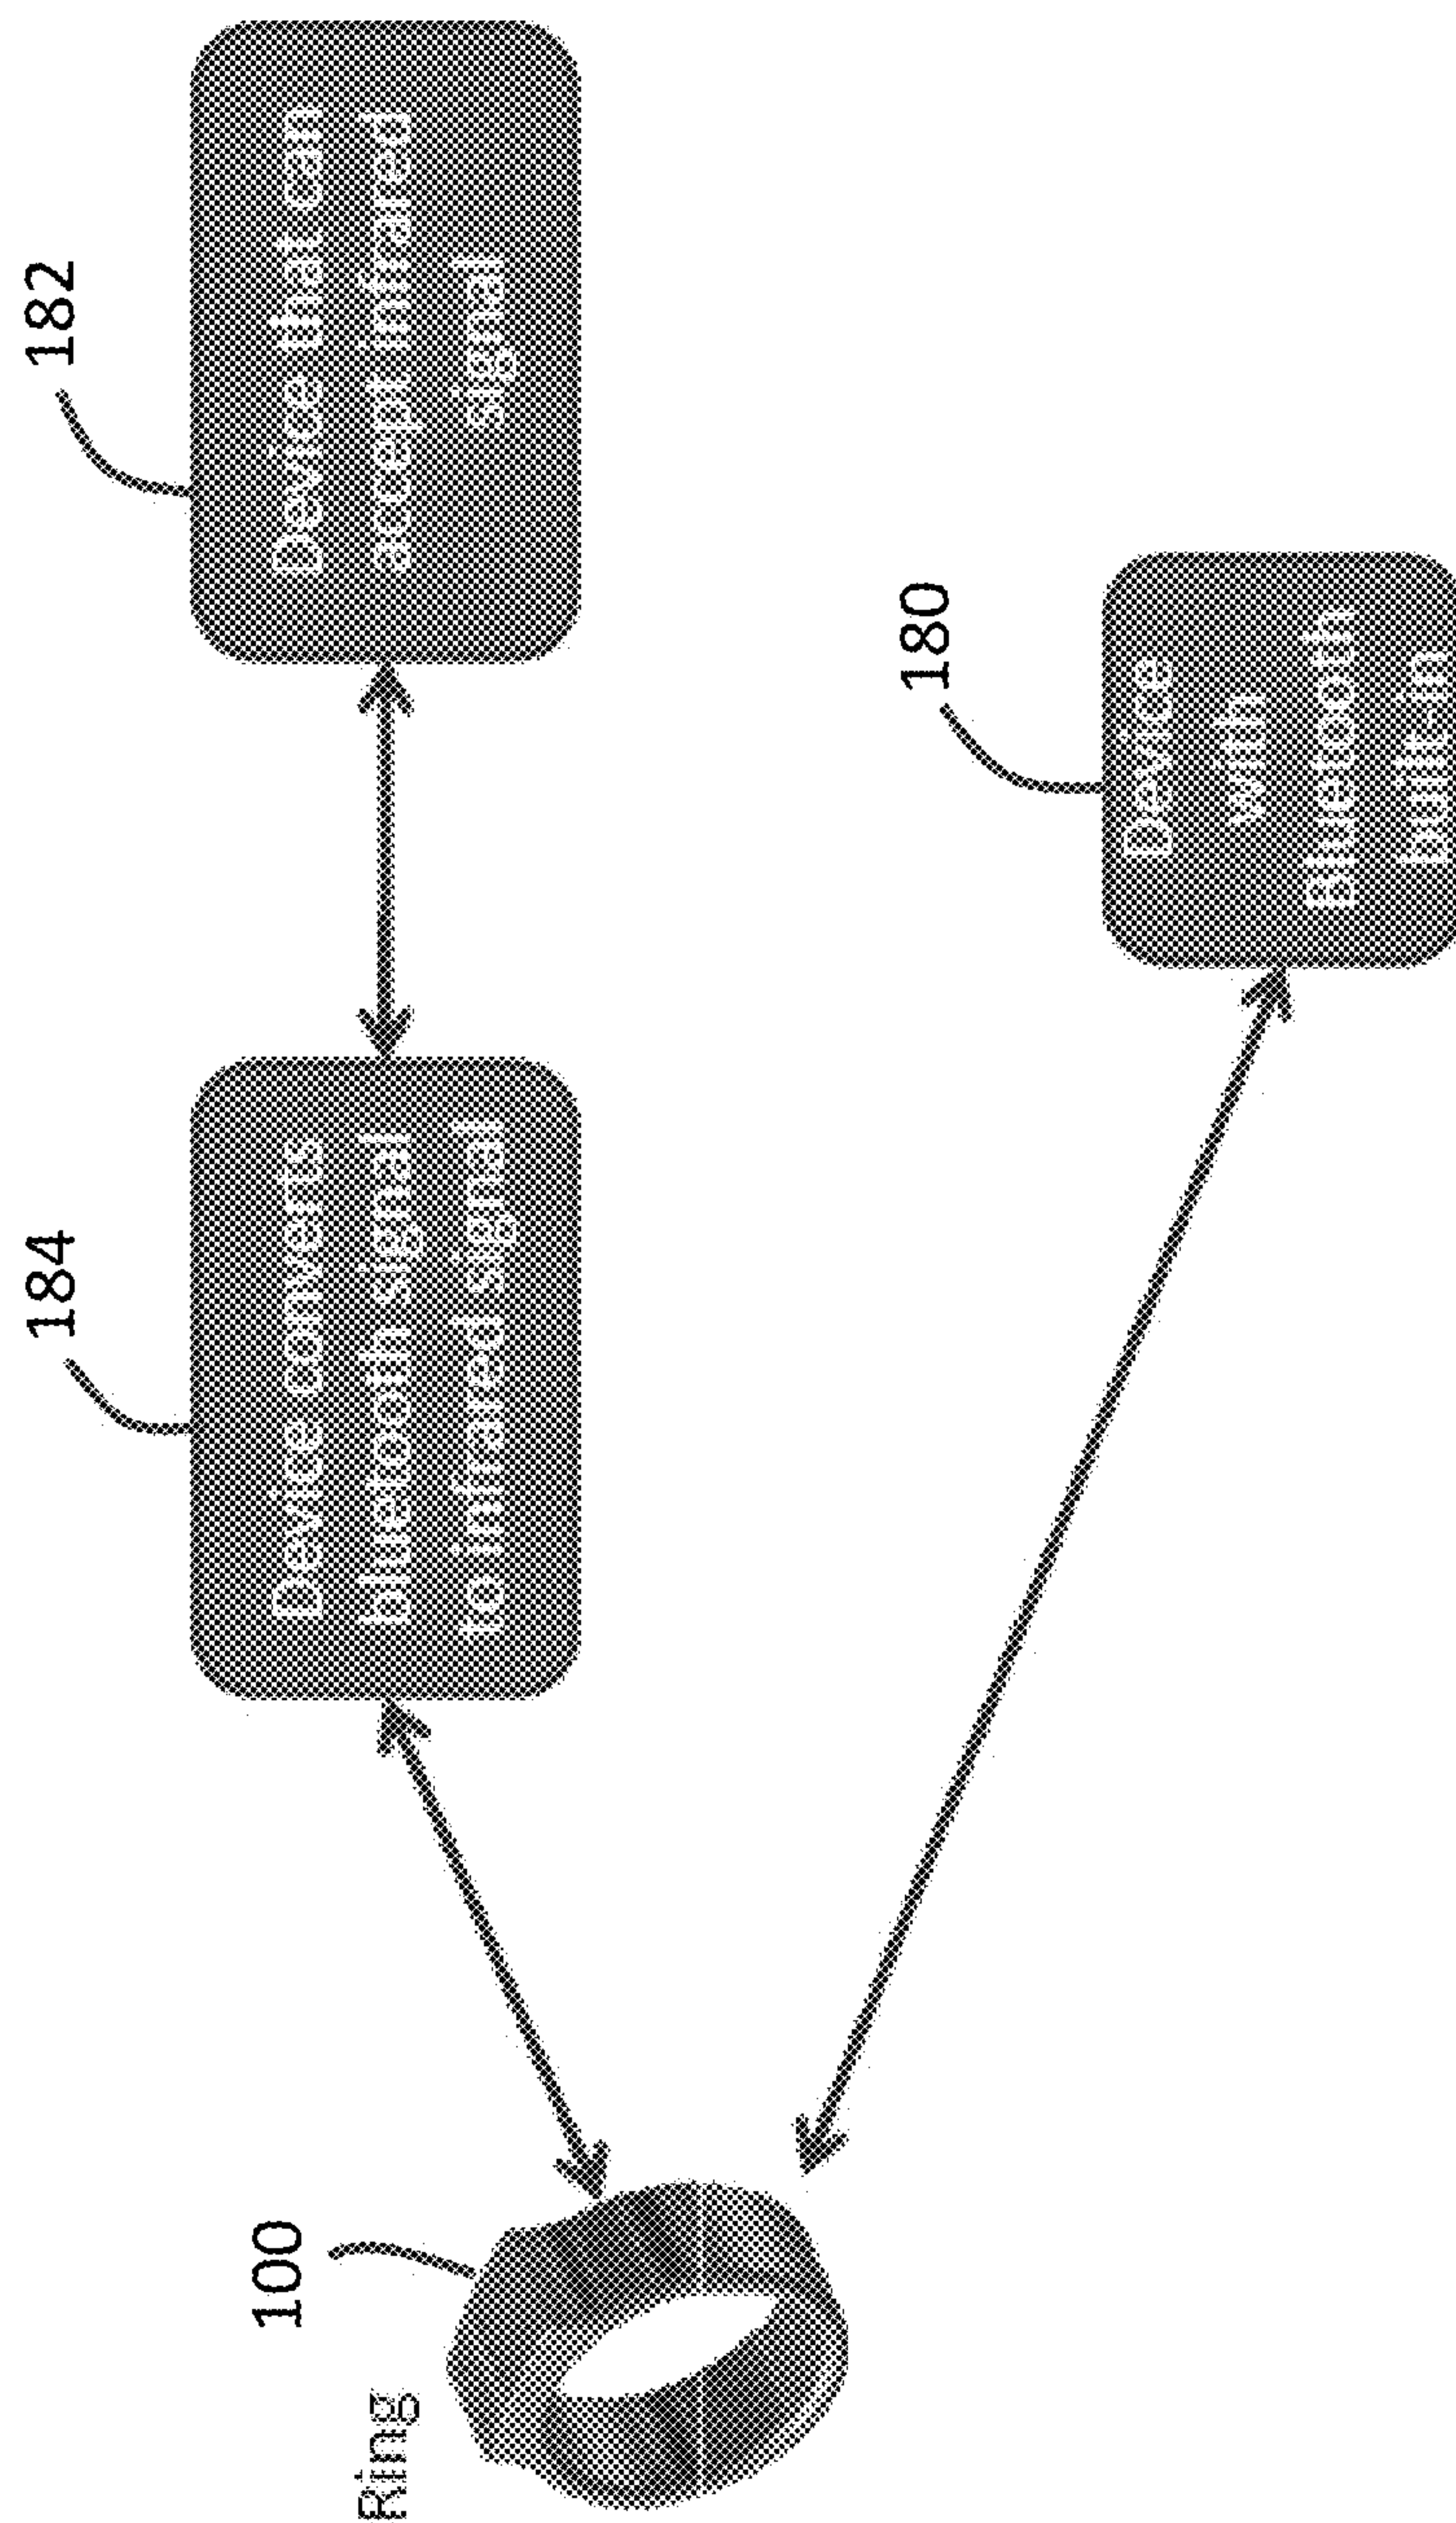 Ring
100
184
Device converts
bluetooth signal
to infrared signal
182
Device that can
accept infrared
signal
180
Device
with
Bluetooth
built-in